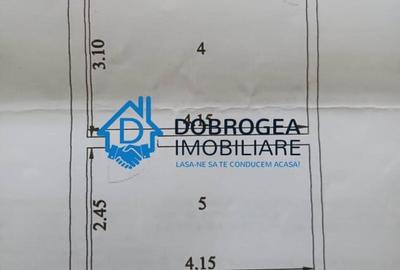 3.10
4
4.15
D
DOBROGEA
IMOBILIARE
LASA-NE SA TE CONDUCEM ACASA!
2.45
5
4,15